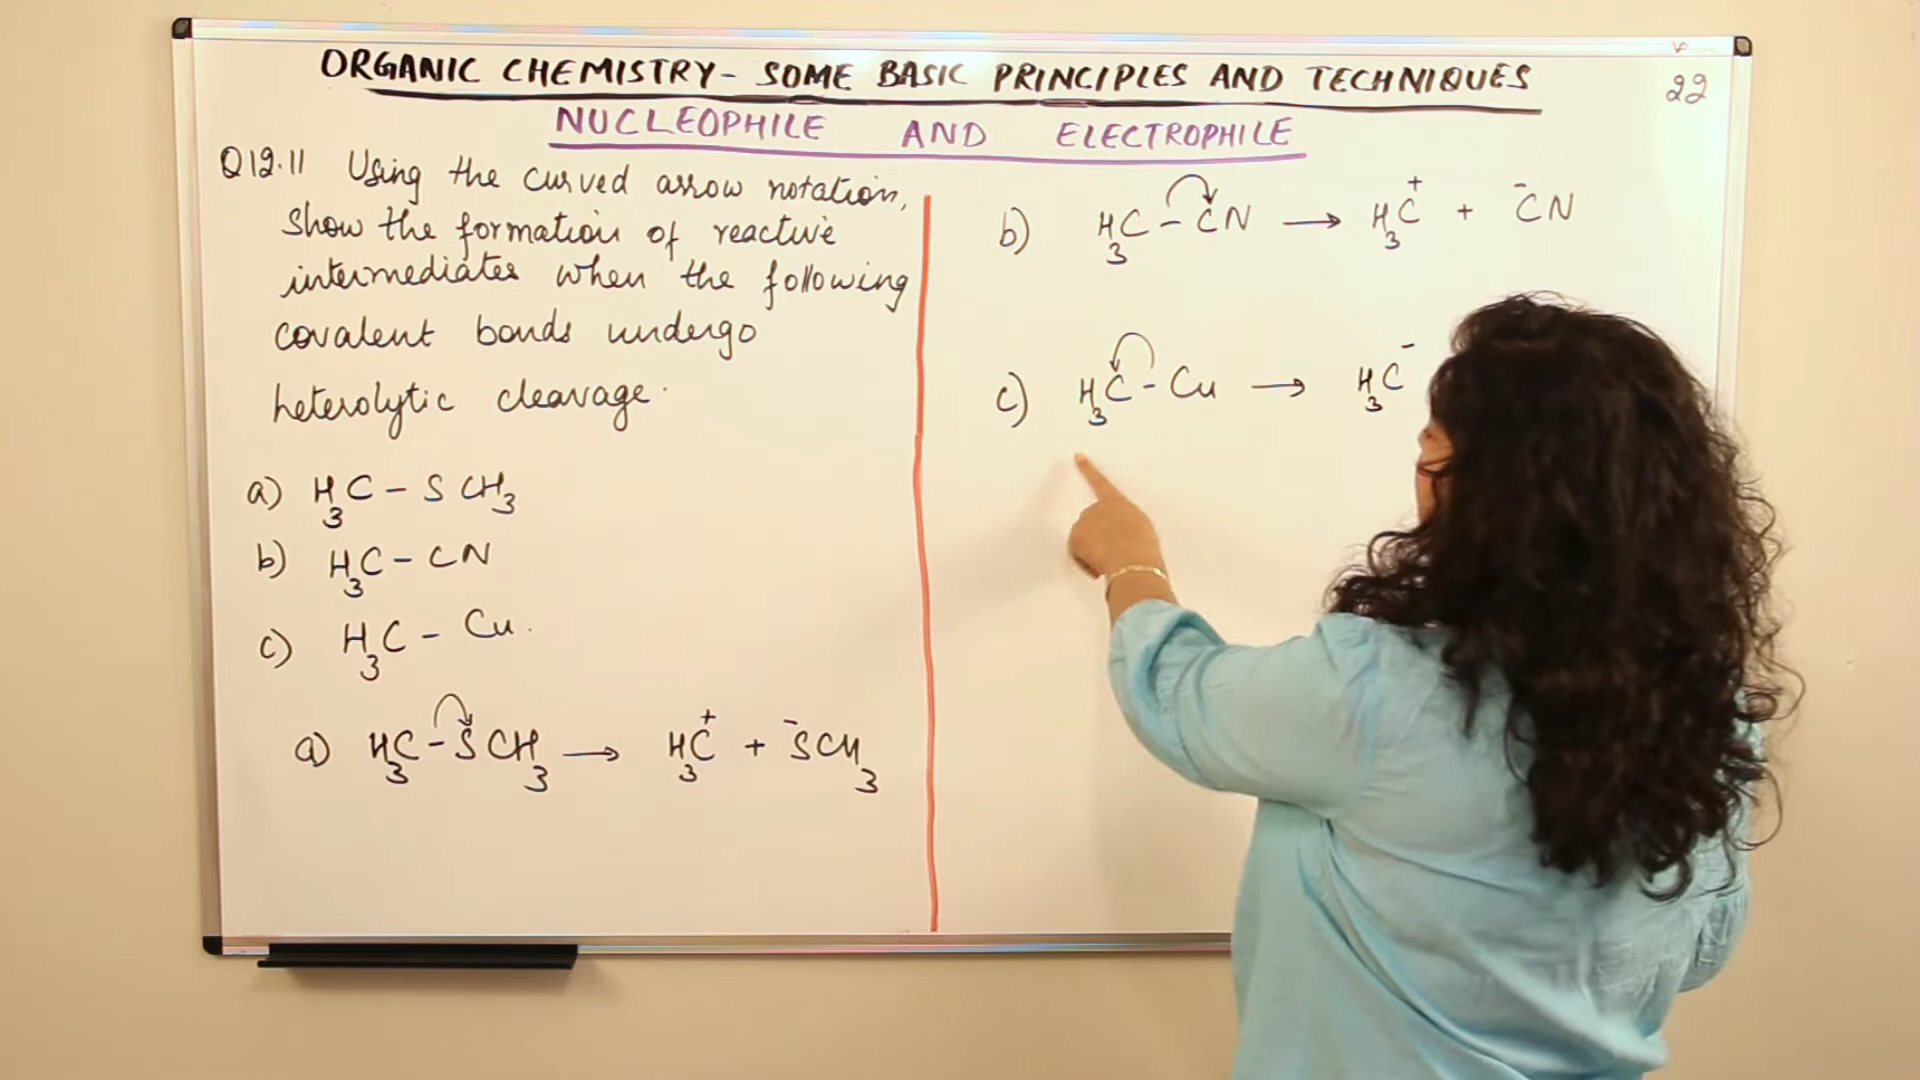 ORGANIC CHEMISTRY- SOME BASIC PRINCIPLES AND TECHNIQUES
22
NUCLEOPHILE AND ELECTROPHILE
Q12.11 Using the curved arrow notation,
show the formation of reactive
intermediates when the following
covalent bonds undergo
heterolytic cleavage.
a) H₃C - SCH₃
b) H₃C - CN
c) H₃C - Cu.
a) H₃C - SCH₃ → H₃C⁺ + ⁻SCH₃
b) H₃C - CN → H₃C⁺ + ⁻CN
c) H₃C - Cu → H₃C⁻